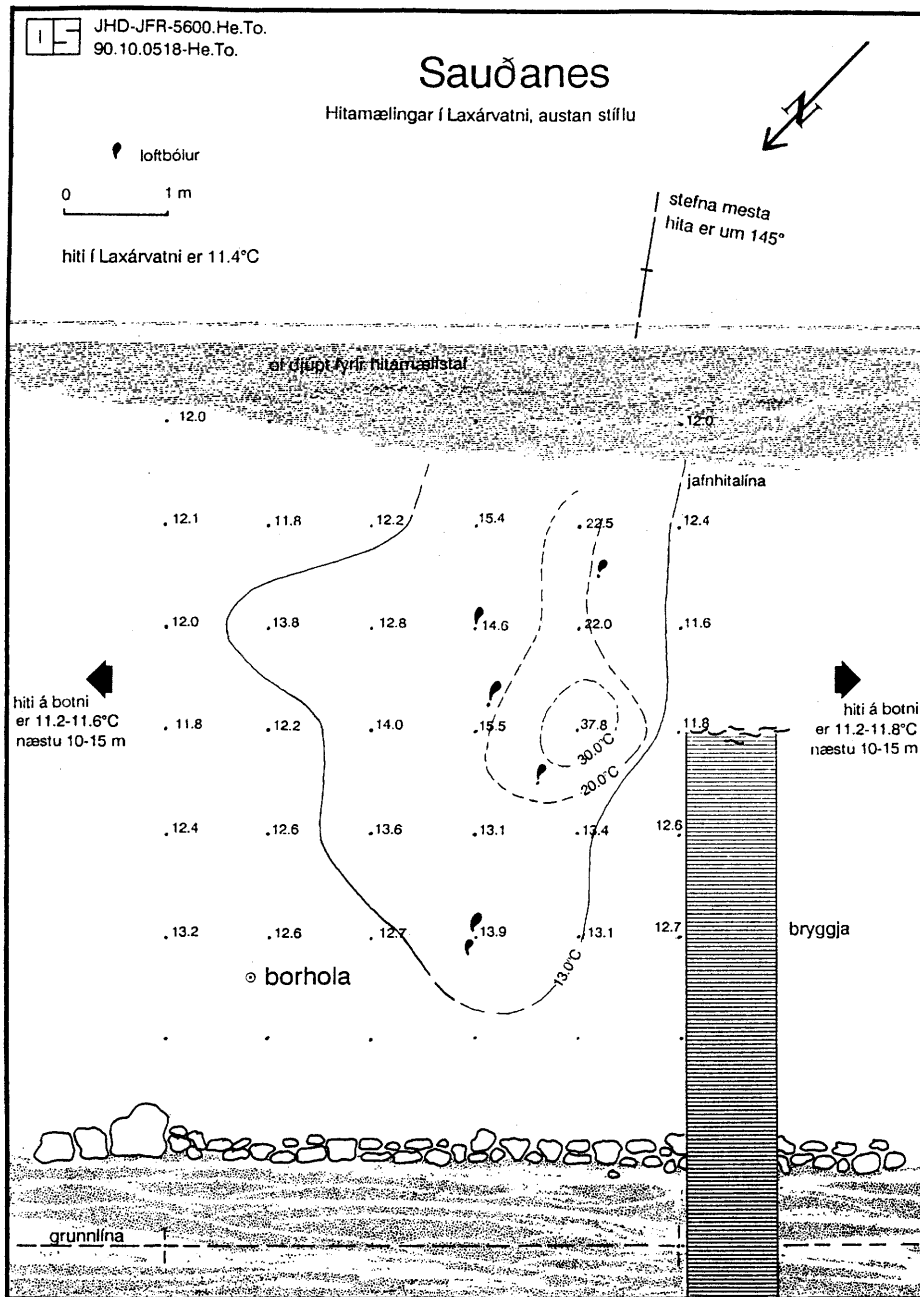 JHD-JFR-5600.He.To.
90.10.0518-He.To.
Sauðanes
Hitamælingar í Laxárvatni, austan stíflu
N
loftbólur
0 1 m
hiti í Laxárvatni er 11.4°C
stefna mesta
hita er um 145°
of djúpt fyrir hitamælistaf
12.0 12.0
jafnhitalína
12.1 11.8 12.2 15.4 22.5 12.4
12.0 13.8 12.8 14.6 22.0 11.6
hiti á botni
er 11.2-11.6°C
næstu 10-15 m
hiti á botni
er 11.2-11.8°C
næstu 10-15 m
11.8 12.2 14.0 15.5 37.8 11.8
30.0°C
20.0°C
12.4 12.6 13.6 13.1 13.4 12.6
13.2 12.6 12.7 13.9 13.1 12.7
bryggja
13.0°C
borhola
grunnlína